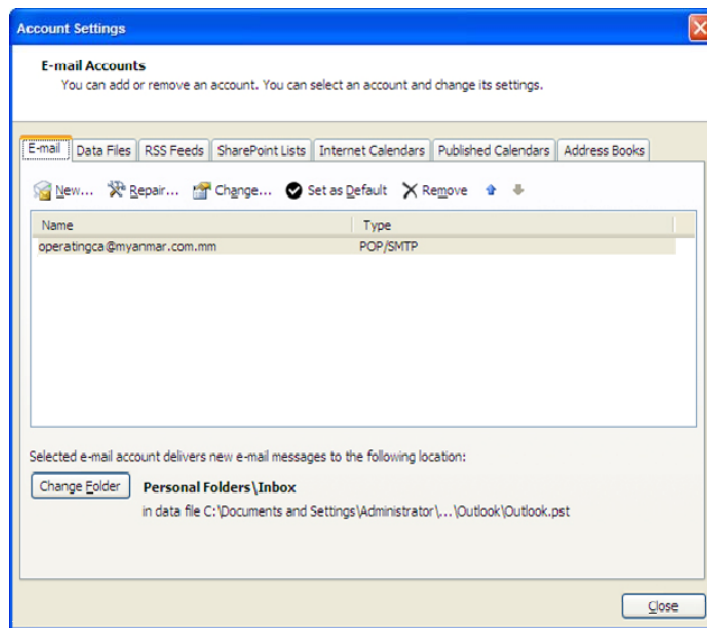 Account Settings
E-mail Accounts
You can add or remove an account. You can select an account and change its settings.
E-mail Data Files RSS Feeds SharePoint Lists Internet Calendars Published Calendars Address Books
New... Repair... Change... Set as Default Remove
Name Type
operatingca@myanmar.com.mm POP/SMTP
Selected e-mail account delivers new e-mail messages to the following location:
Change Folder Personal Folders\Inbox
in data file C:\Documents and Settings\Administrator\...\Outlook\Outlook.pst
Close